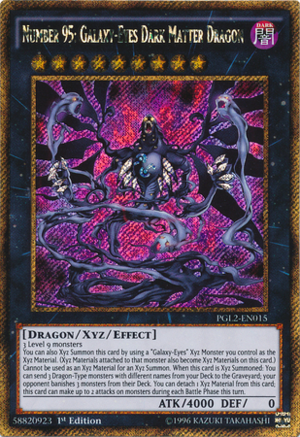 Number 95: Galaxy-Eyes Dark Matter Dragon
DARK
闇
PGL2-EN015
[Dragon/Xyz/Effect]
3 Level 9 monsters
You can also Xyz Summon this card by using a "Galaxy-Eyes" Xyz Monster you control as the
Xyz Material. (Xyz Materials attached to that monster also become Xyz Materials on this card.)
Cannot be used as an Xyz Material for an Xyz Summon. When this card is Xyz Summoned: You
can send 3 Dragon-Type monsters with different names from your Deck to the Graveyard; your
opponent banishes 3 monsters from their Deck. You can detach 1 Xyz Material from this card;
this card can make up to 2 attacks on monsters during each Battle Phase this turn.
ATK/4000 DEF/ 0
58820923 1st Edition ©1996 KAZUKI TAKAHASHI